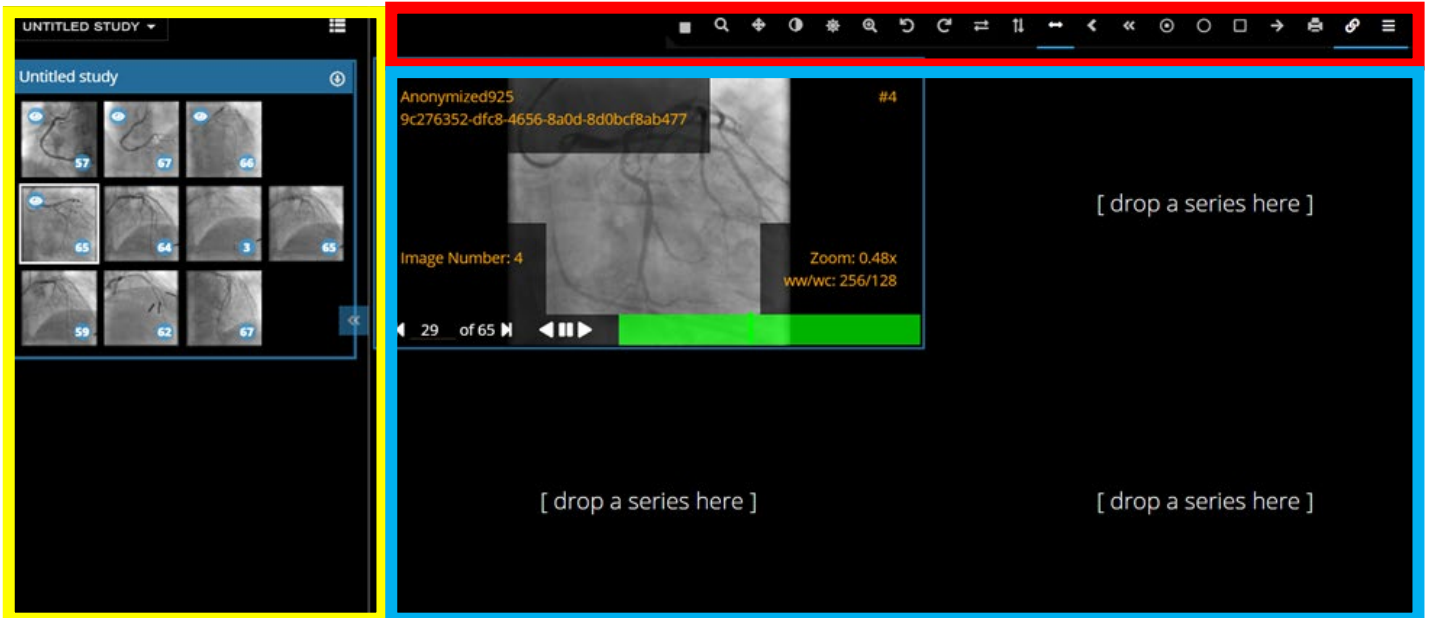 UNTITLED STUDY
Untitled study
57 67 66
65 64 3 65
59 62 67
Anonymized925 #4
9c276352-dfc8-4656-8a0d-8d0bcf8ab477
Image Number: 4 Zoom: 0.48x
ww/wc: 256/128
29 of 65
[ drop a series here ]
[ drop a series here ] [ drop a series here ]